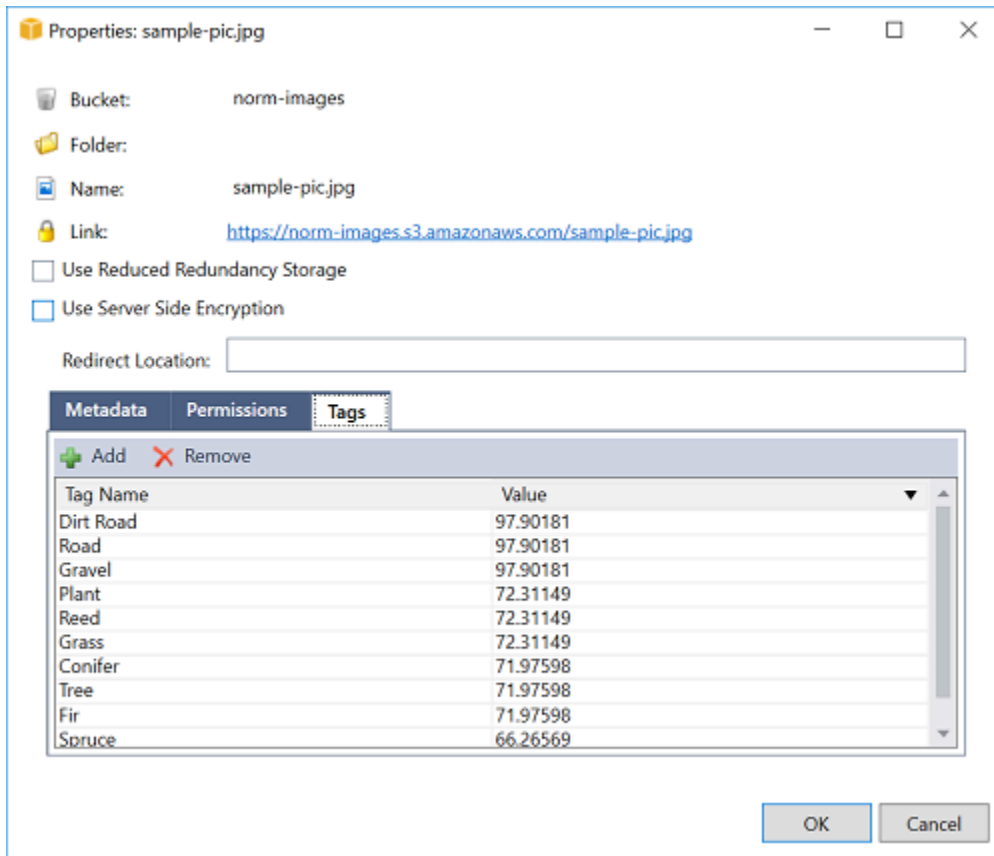 Properties: sample-pic.jpg
Bucket: norm-images
Folder:
Name: sample-pic.jpg
Link: https://norm-images.s3.amazonaws.com/sample-pic.jpg
Use Reduced Redundancy Storage
Use Server Side Encryption
Redirect Location:
Metadata Permissions Tags
Add Remove
Tag Name Value
Dirt Road 97.90181
Road 97.90181
Gravel 97.90181
Plant 72.31149
Reed 72.31149
Grass 72.31149
Conifer 71.97598
Tree 71.97598
Fir 71.97598
Spruce 66.26569
OK Cancel